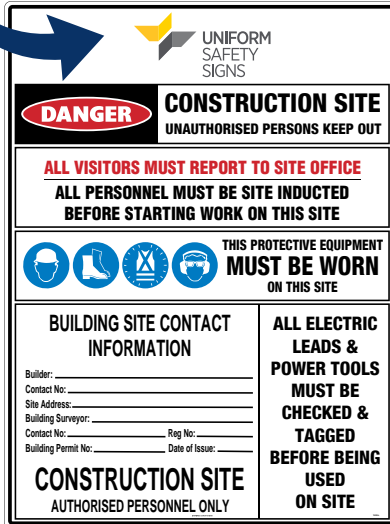 UNIFORM
SAFETY
SIGNS
DANGER
CONSTRUCTION SITE
UNAUTHORISED PERSONS KEEP OUT
ALL VISITORS MUST REPORT TO SITE OFFICE
ALL PERSONNEL MUST BE SITE INDUCTED
BEFORE STARTING WORK ON THIS SITE
THIS PROTECTIVE EQUIPMENT
MUST BE WORN
ON THIS SITE
BUILDING SITE CONTACT
INFORMATION
Builder:
Contact No:
Site Address:
Building Surveyor:
Contact No: Reg No:
Building Permit No: Date of Issue:
CONSTRUCTION SITE
AUTHORISED PERSONNEL ONLY
ALL ELECTRIC
LEADS &
POWER TOOLS
MUST BE
CHECKED &
TAGGED
BEFORE BEING
USED
ON SITE